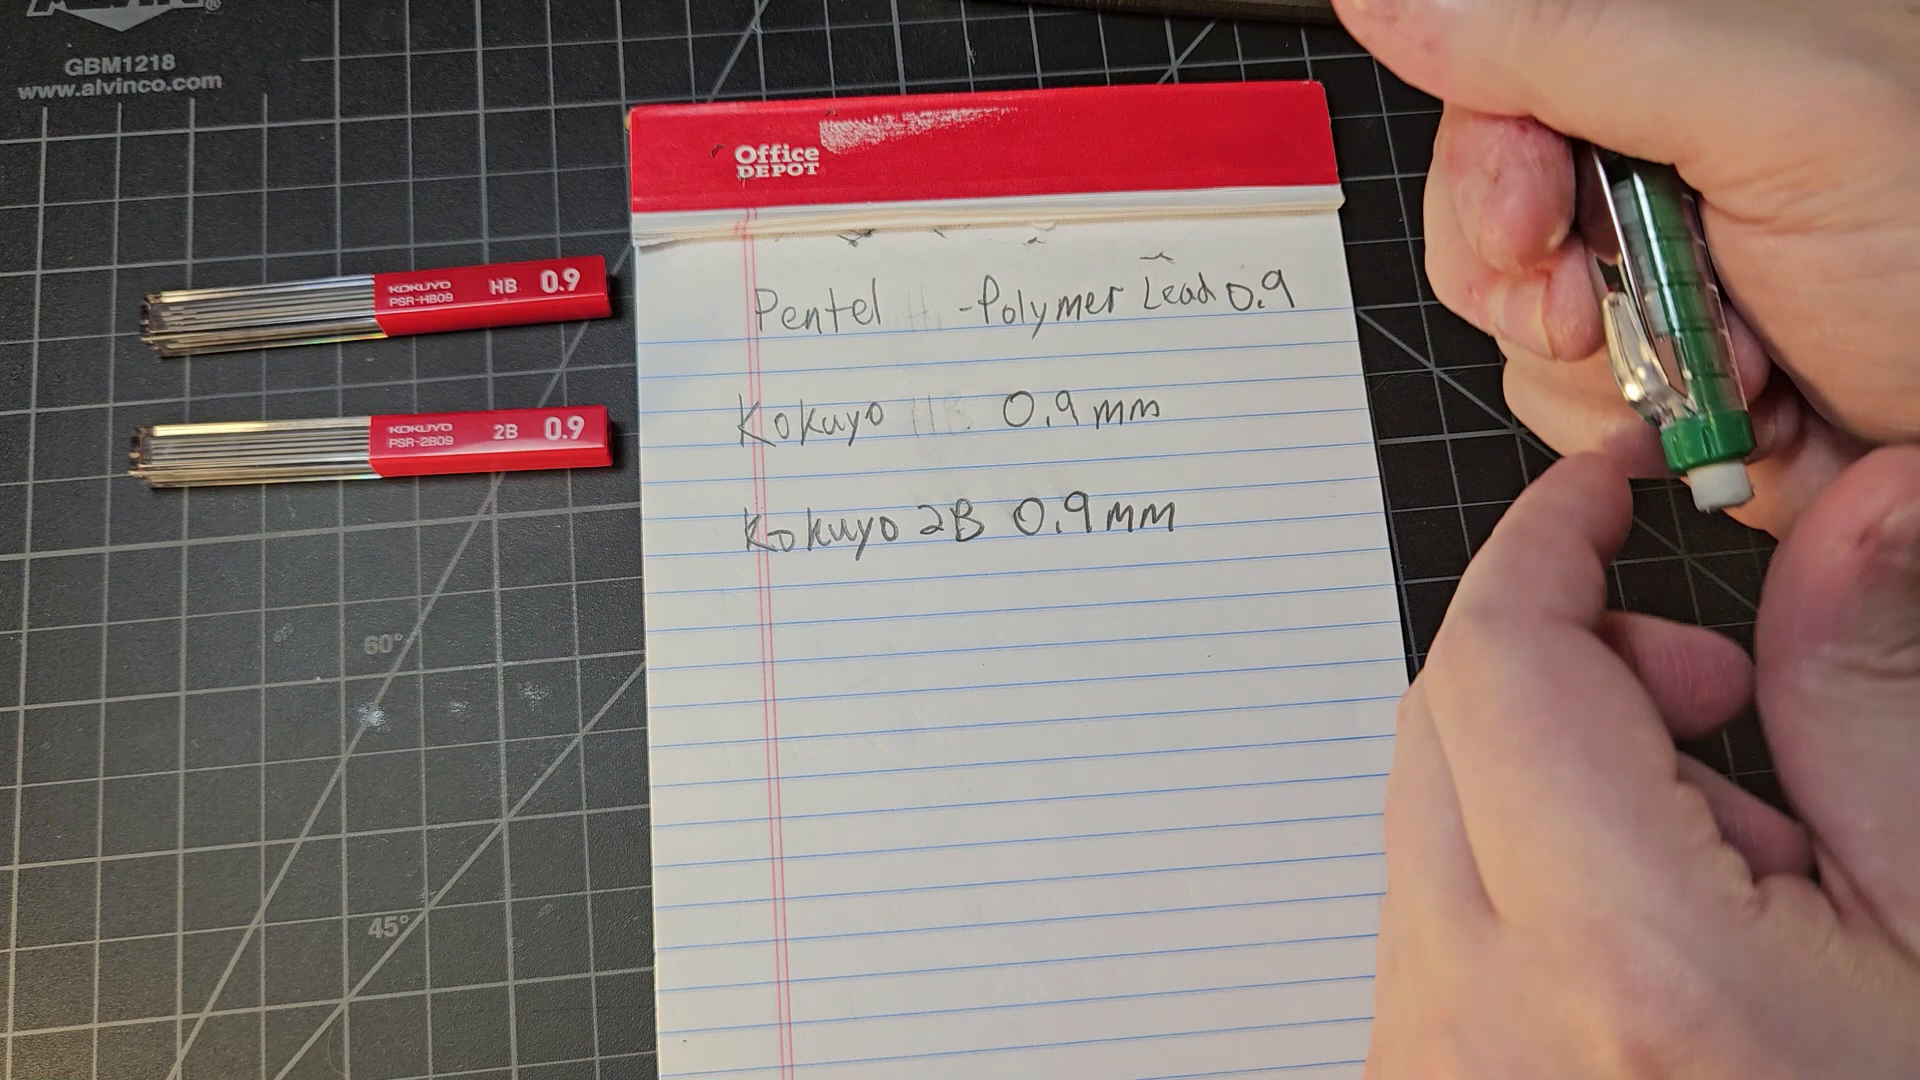 GBM1218
www.alvinco.com
Office
DEPOT
KOKUYO HB 0.9
PSR-HB09
KOKUYO 2B 0.9
PSR-2B09
Pentel - Polymer Lead 0.9
Kokuyo HB 0.9mm
Kokuyo 2B 0.9mm
60°
45°